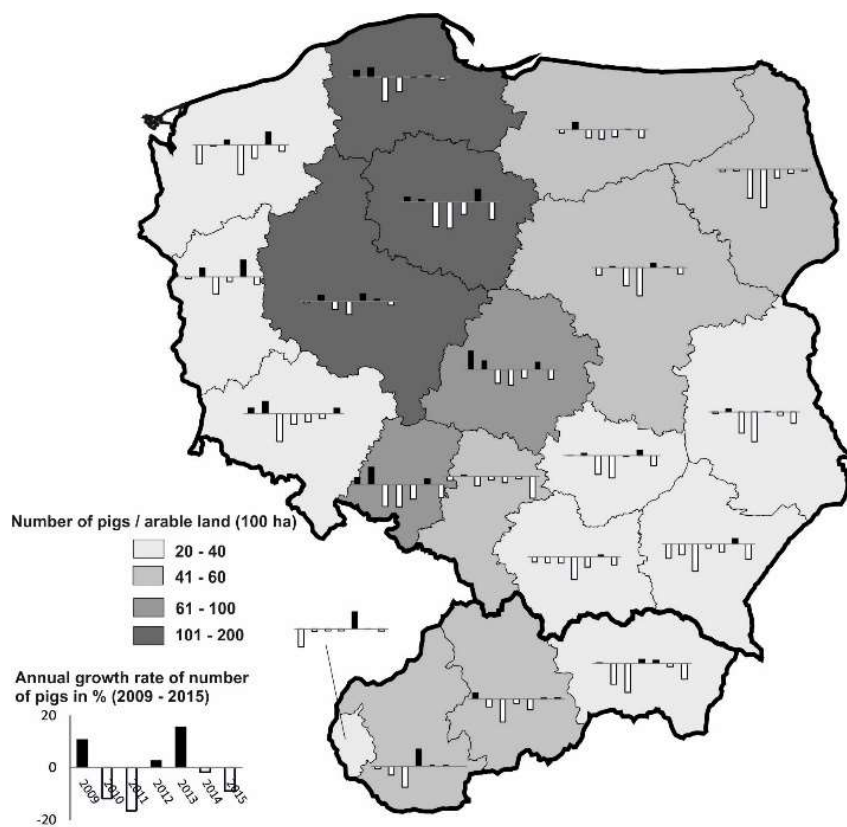 Number of pigs / arable land (100 ha)
20 - 40
41 - 60
61 - 100
101 - 200
Annual growth rate of number
of pigs in % (2009 - 2015)
20
0
-20
2009
2010
2011
2012
2013
2014
2015